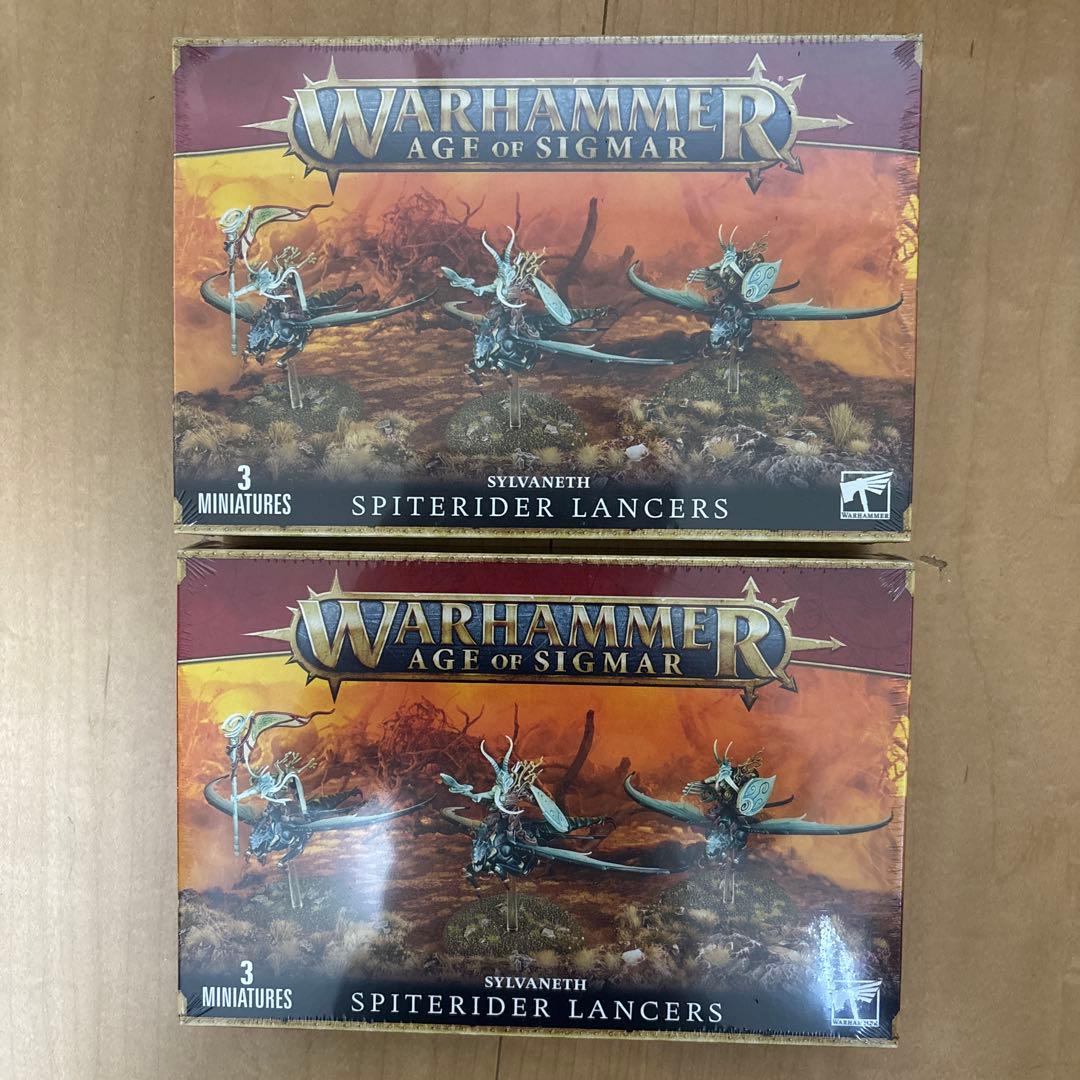 WARHAMMER
AGE OF SIGMAR
3
MINIATURES
SYLVANETH
SPITERIDER LANCERS
WARHAMMER
WARHAMMER
AGE OF SIGMAR
3
MINIATURES
SYLVANETH
SPITERIDER LANCERS
WARHAMMER